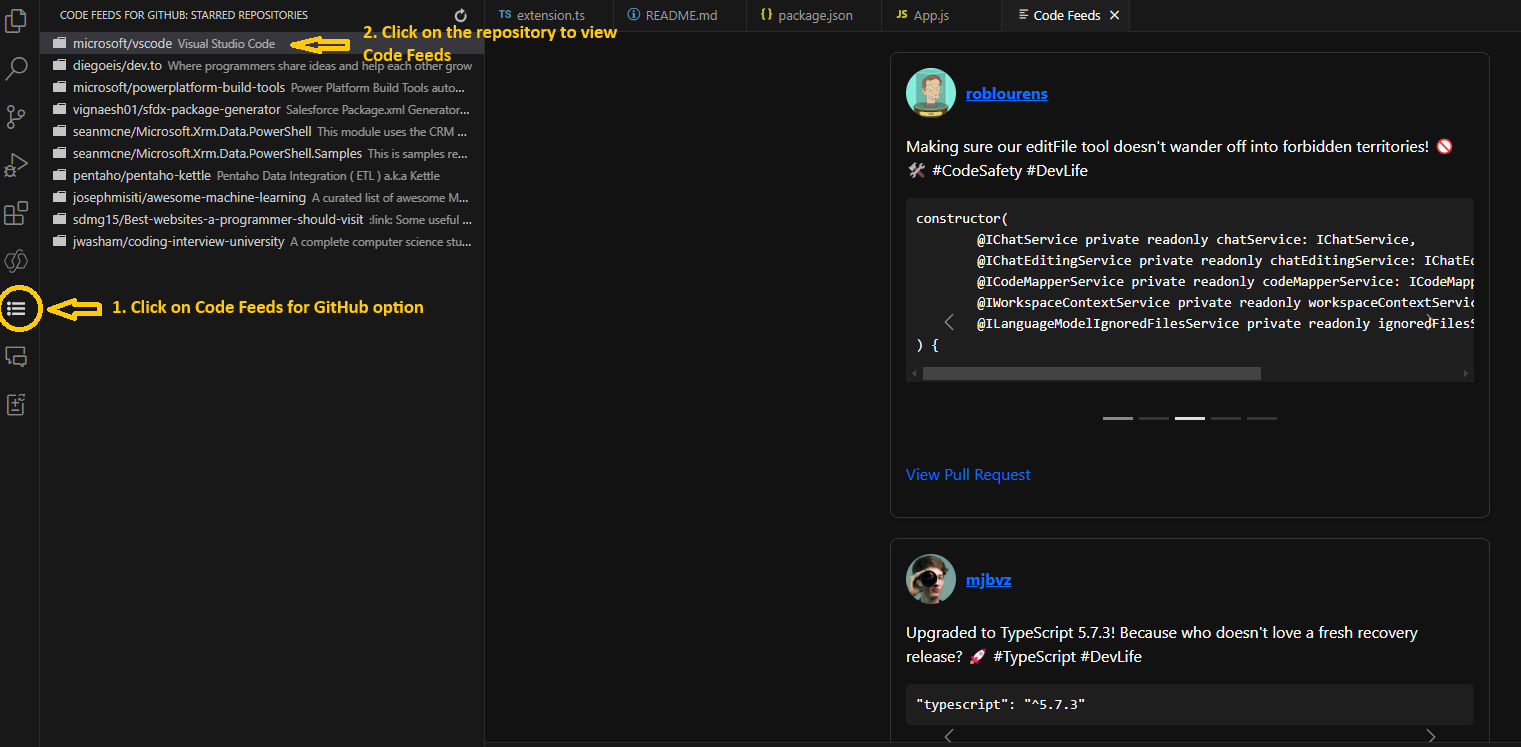 CODE FEEDS FOR GITHUB: STARRED REPOSITORIES
microsoft/vscode Visual Studio Code
diegoeis/dev.to Where programmers share ideas and help each other grow
microsoft/powerplatform-build-tools Power Platform Build Tools auto...
vignaesh01/sfdx-package-generator Salesforce Package.xml Generator...
seanmcne/Microsoft.Xrm.Data.PowerShell This module uses the CRM ...
seanmcne/Microsoft.Xrm.Data.PowerShell.Samples This is samples re...
pentaho/pentaho-kettle Pentaho Data Integration ( ETL ) a.k.a Kettle
josephmisiti/awesome-machine-learning A curated list of awesome M...
sdmg15/Best-websites-a-programmer-should-visit :link: Some useful ...
jwasham/coding-interview-university A complete computer science stu...
2. Click on the repository to view
Code Feeds
1. Click on Code Feeds for GitHub option
TS extension.ts
README.md
{} package.json
JS App.js
Code Feeds
roblourens
Making sure our editFile tool doesn't wander off into forbidden territories! 🚫
🛠️ #CodeSafety #DevLife
constructor(
@IChatService private readonly chatService: IChatService,
@IChatEditingService private readonly chatEditingService: IChatEd
@ICodeMapperService private readonly codeMapperService: ICodeMapp
@IWorkspaceContextService private readonly workspaceContextServic
@ILanguageModelIgnoredFilesService private readonly ignoredFilesS
) {
View Pull Request
mjbvz
Upgraded to TypeScript 5.7.3! Because who doesn't love a fresh recovery
release? 🚀 #TypeScript #DevLife
"typescript": "^5.7.3"